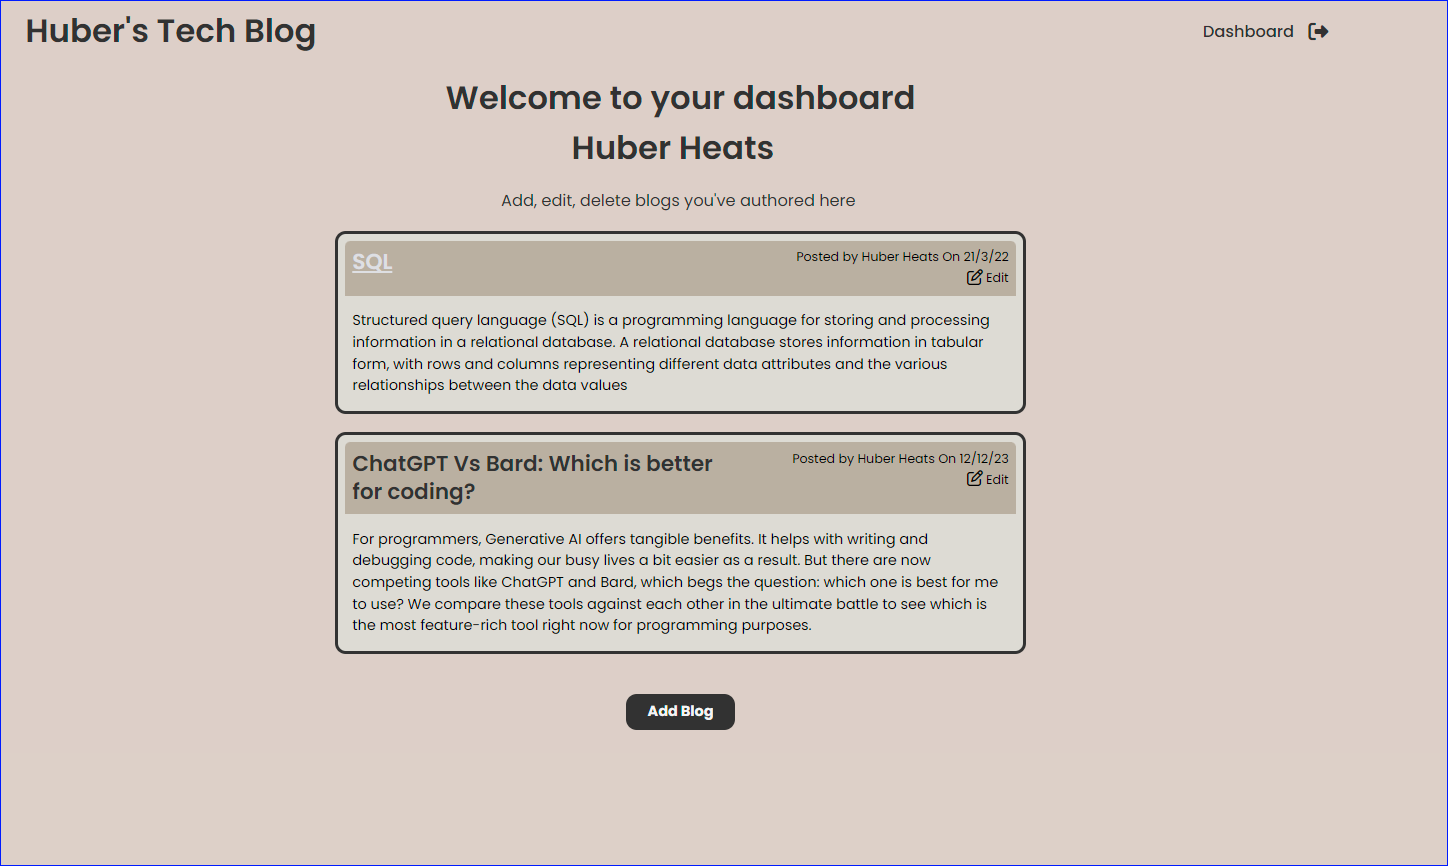 Huber's Tech Blog
Dashboard
Welcome to your dashboard
Huber Heats
Add, edit, delete blogs you've authored here
SQL
Posted by Huber Heats On 21/3/22
Edit
Structured query language (SQL) is a programming language for storing and processing
information in a relational database. A relational database stores information in tabular
form, with rows and columns representing different data attributes and the various
relationships between the data values
ChatGPT Vs Bard: Which is better
for coding?
Posted by Huber Heats On 12/12/23
Edit
For programmers, Generative AI offers tangible benefits. It helps with writing and
debugging code, making our busy lives a bit easier as a result. But there are now
competing tools like ChatGPT and Bard, which begs the question: which one is best for me
to use? We compare these tools against each other in the ultimate battle to see which is
the most feature-rich tool right now for programming purposes.
Add Blog